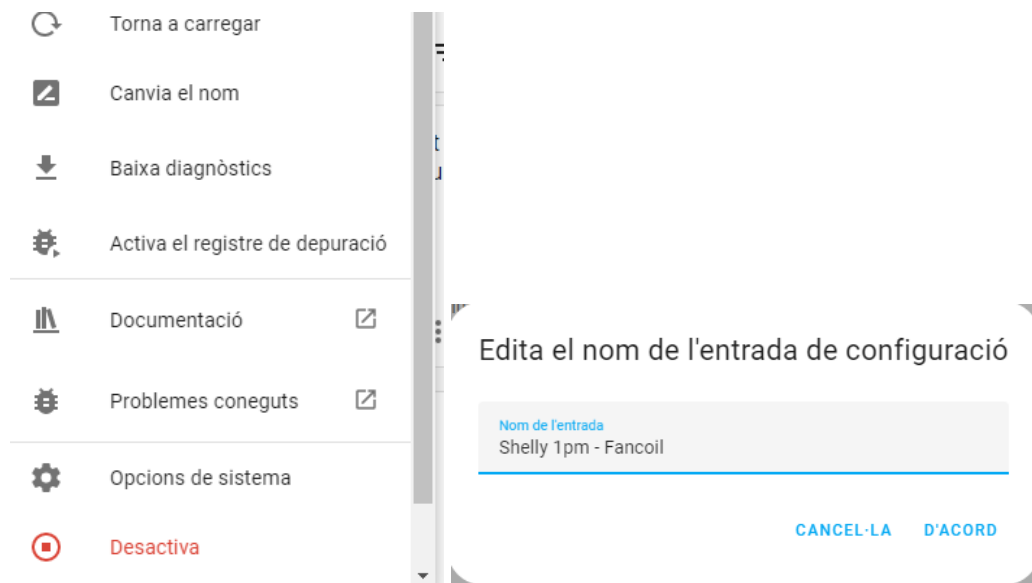 Torna a carregar
Canvia el nom
Baixa diagnòstics
Activa el registre de depuració
Documentació
Problemes coneguts
Opcions de sistema
Desactiva
Edita el nom de l'entrada de configuració
Nom de l'entrada
Shelly 1pm - Fancoil
CANCEL·LA D'ACORD